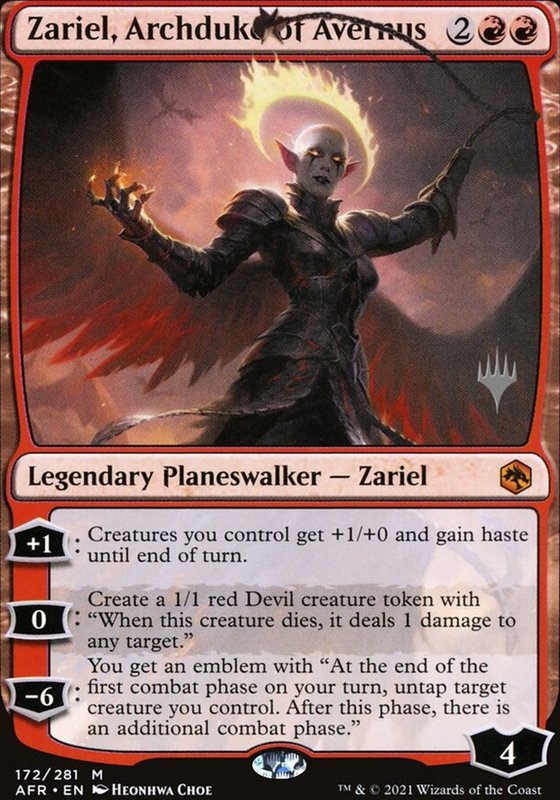 Zariel, Archduke of Avernus 2
Legendary Planeswalker — Zariel
+1: Creatures you control get +1/+0 and gain haste
until end of turn.
Create a 1/1 red Devil creature token with
0: “When this creature dies, it deals 1 damage to
any target.”
You get an emblem with “At the end of the
−6: first combat phase on your turn, untap target
creature you control. After this phase, there is
an additional combat phase.”
4
172/281 M
AFR • EN Heonhwa Choe ™ & © 2021 Wizards of the Coast